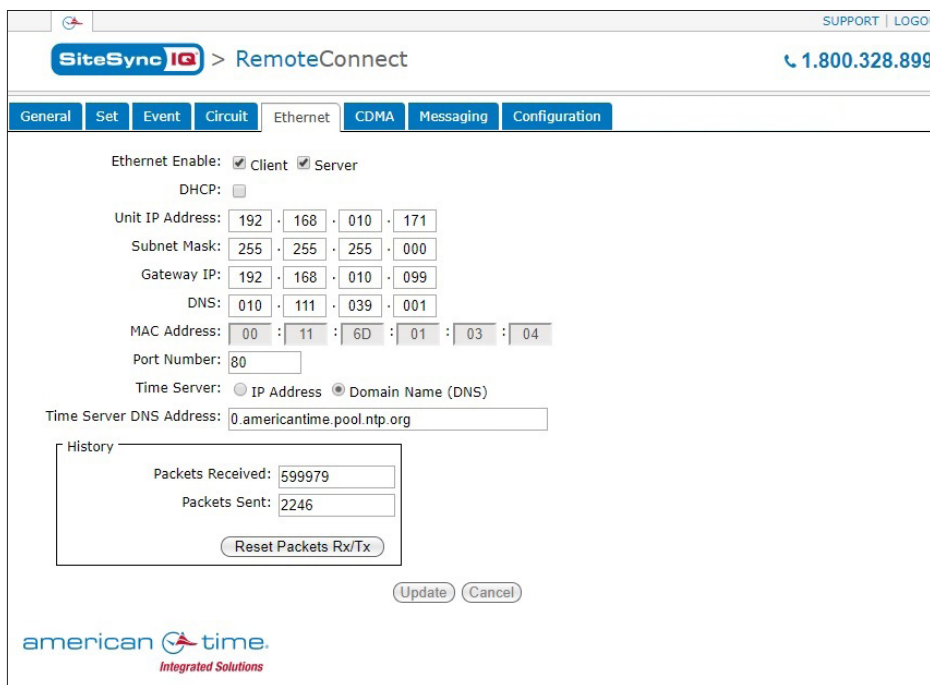 SUPPORT | LOGO
SiteSync IQ > RemoteConnect
1.800.328.899
General Set Event Circuit Ethernet CDMA Messaging Configuration
Ethernet Enable: Client Server
DHCP:
Unit IP Address: 192 . 168 . 010 . 171
Subnet Mask: 255 . 255 . 255 . 000
Gateway IP: 192 . 168 . 010 . 099
DNS: 010 . 111 . 039 . 001
MAC Address: 00 : 11 : 6D : 01 : 03 : 04
Port Number: 80
Time Server: IP Address Domain Name (DNS)
Time Server DNS Address: 0.americantime.pool.ntp.org
History
Packets Received: 599979
Packets Sent: 2246
Reset Packets Rx/Tx
Update Cancel
american time.
Integrated Solutions